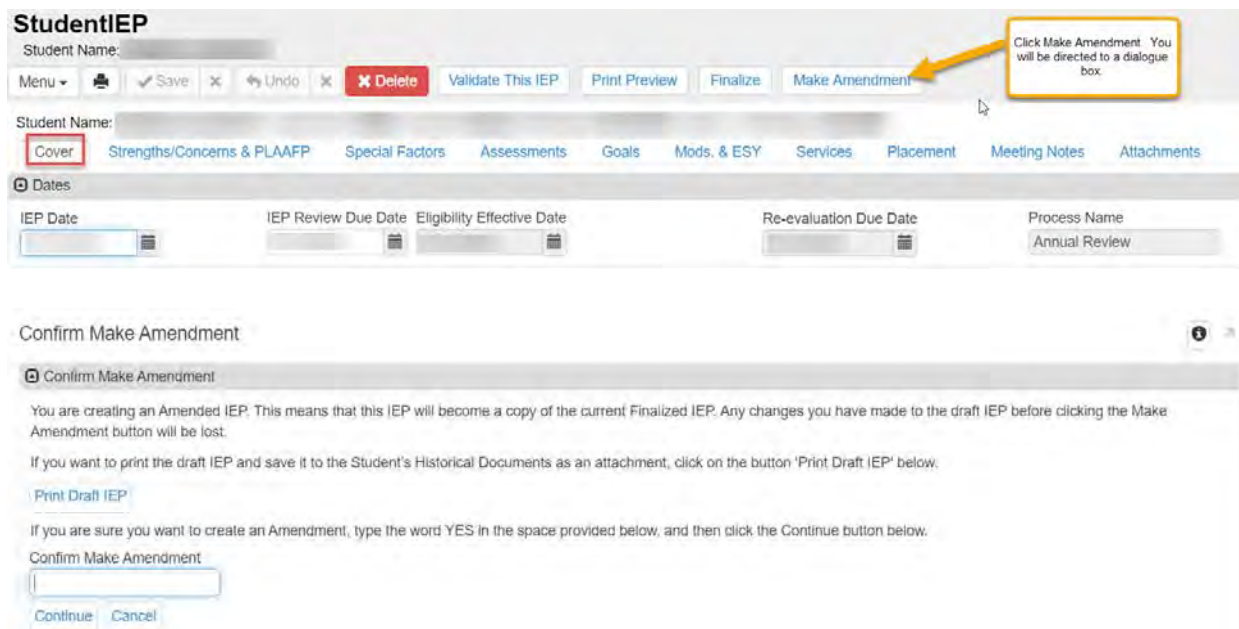 StudentIEP
Student Name:
Menu Save Undo Delete Validate This IEP Print Preview Finalize Make Amendment
Click Make Amendment. You
will be directed to a dialogue
box.
Student Name:
Cover Strengths/Concerns & PLAAFP Special Factors Assessments Goals Mods. & ESY Services Placement Meeting Notes Attachments
Dates
IEP Date IEP Review Due Date Eligibility Effective Date Re-evaluation Due Date Process Name
Annual Review
Confirm Make Amendment
Confirm Make Amendment
You are creating an Amended IEP. This means that this IEP will become a copy of the current Finalized IEP. Any changes you have made to the draft IEP before clicking the Make
Amendment button will be lost.
If you want to print the draft IEP and save it to the Student's Historical Documents as an attachment, click on the button 'Print Draft IEP' below.
Print Draft IEP
If you are sure you want to create an Amendment, type the word YES in the space provided below, and then click the Continue button below.
Confirm Make Amendment
Continue Cancel